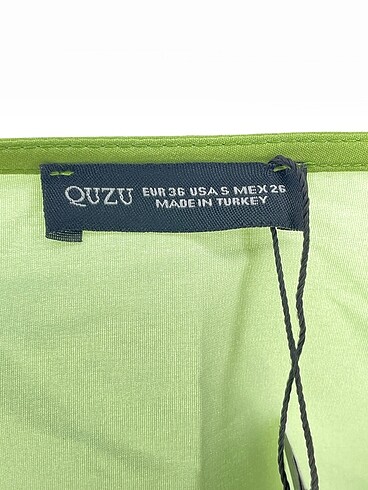 QUZU EUR 36 USA S MEX 26
MADE IN TURKEY